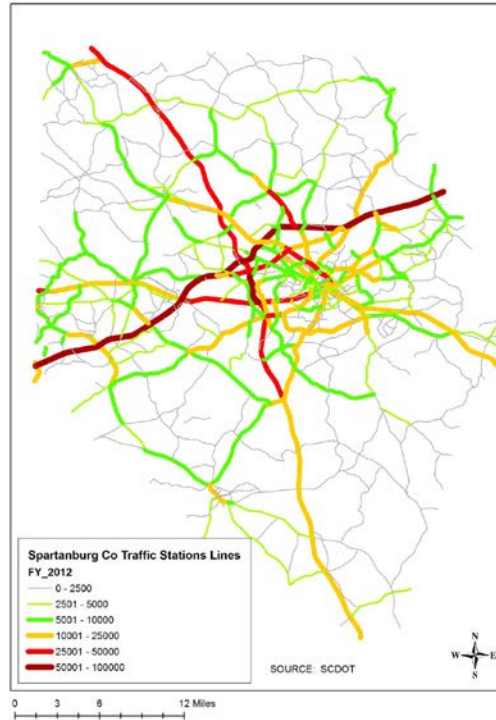 Spartanburg Co Traffic Stations Lines
FY_2012
0 - 2500
2501 - 5000
5001 - 10000
10001 - 25000
25001 - 50000
50001 - 100000
SOURCE: SCDOT
N
W E
S
0 3 6 12 Miles